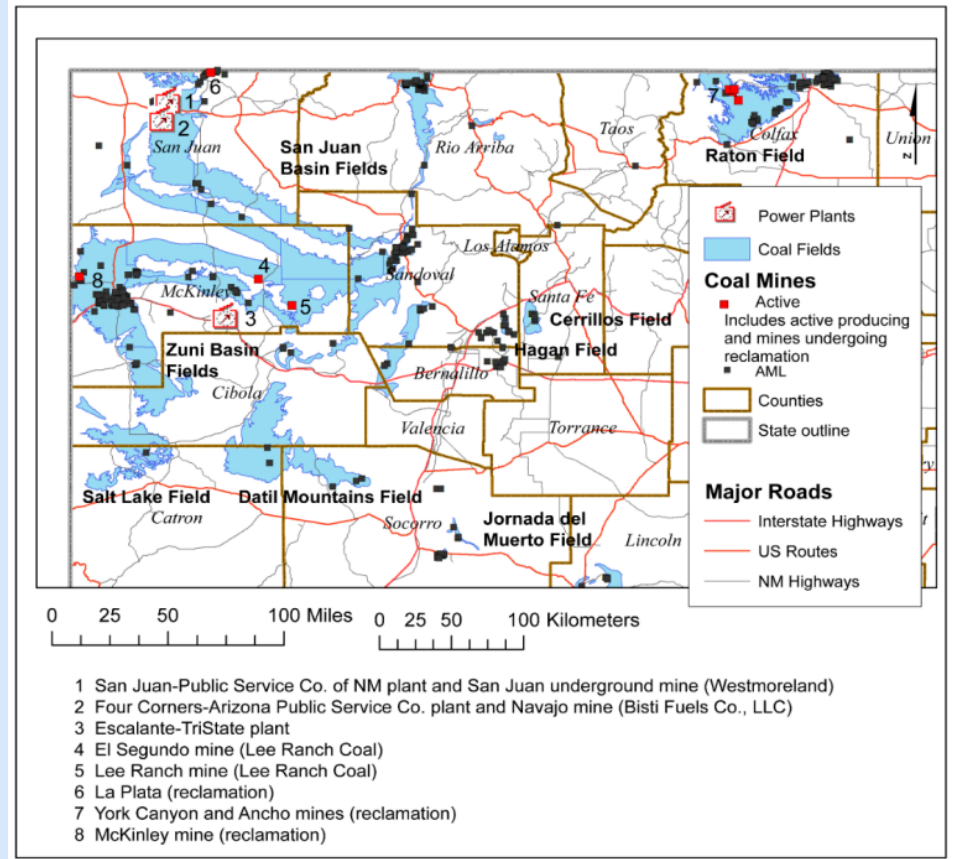 6
1
2
San Juan
San Juan
Basin Fields
Rio Arriba
Taos
7
Colfax
Raton Field
Union
N
Los Alamos
Sandoval
4
McKinley
8
5
3
Santa Fe
Cerrillos Field
Zuni Basin
Fields
Hagan Field
Bernalillo
Cibola
Valencia
Torrance
Salt Lake Field
Datil Mountains Field
Catron
Socorro
Jornada del
Muerto Field
Lincoln
Power Plants
Coal Fields
Coal Mines
Active
Includes active producing
and mines undergoing
reclamation
AML
Counties
State outline
Major Roads
Interstate Highways
US Routes
NM Highways
0 25 50 100 Miles
0 25 50 100 Kilometers
1 San Juan-Public Service Co. of NM plant and San Juan underground mine (Westmoreland)
2 Four Corners-Arizona Public Service Co. plant and Navajo mine (Bisti Fuels Co., LLC)
3 Escalante-TriState plant
4 El Segundo mine (Lee Ranch Coal)
5 Lee Ranch mine (Lee Ranch Coal)
6 La Plata (reclamation)
7 York Canyon and Ancho mines (reclamation)
8 McKinley mine (reclamation)